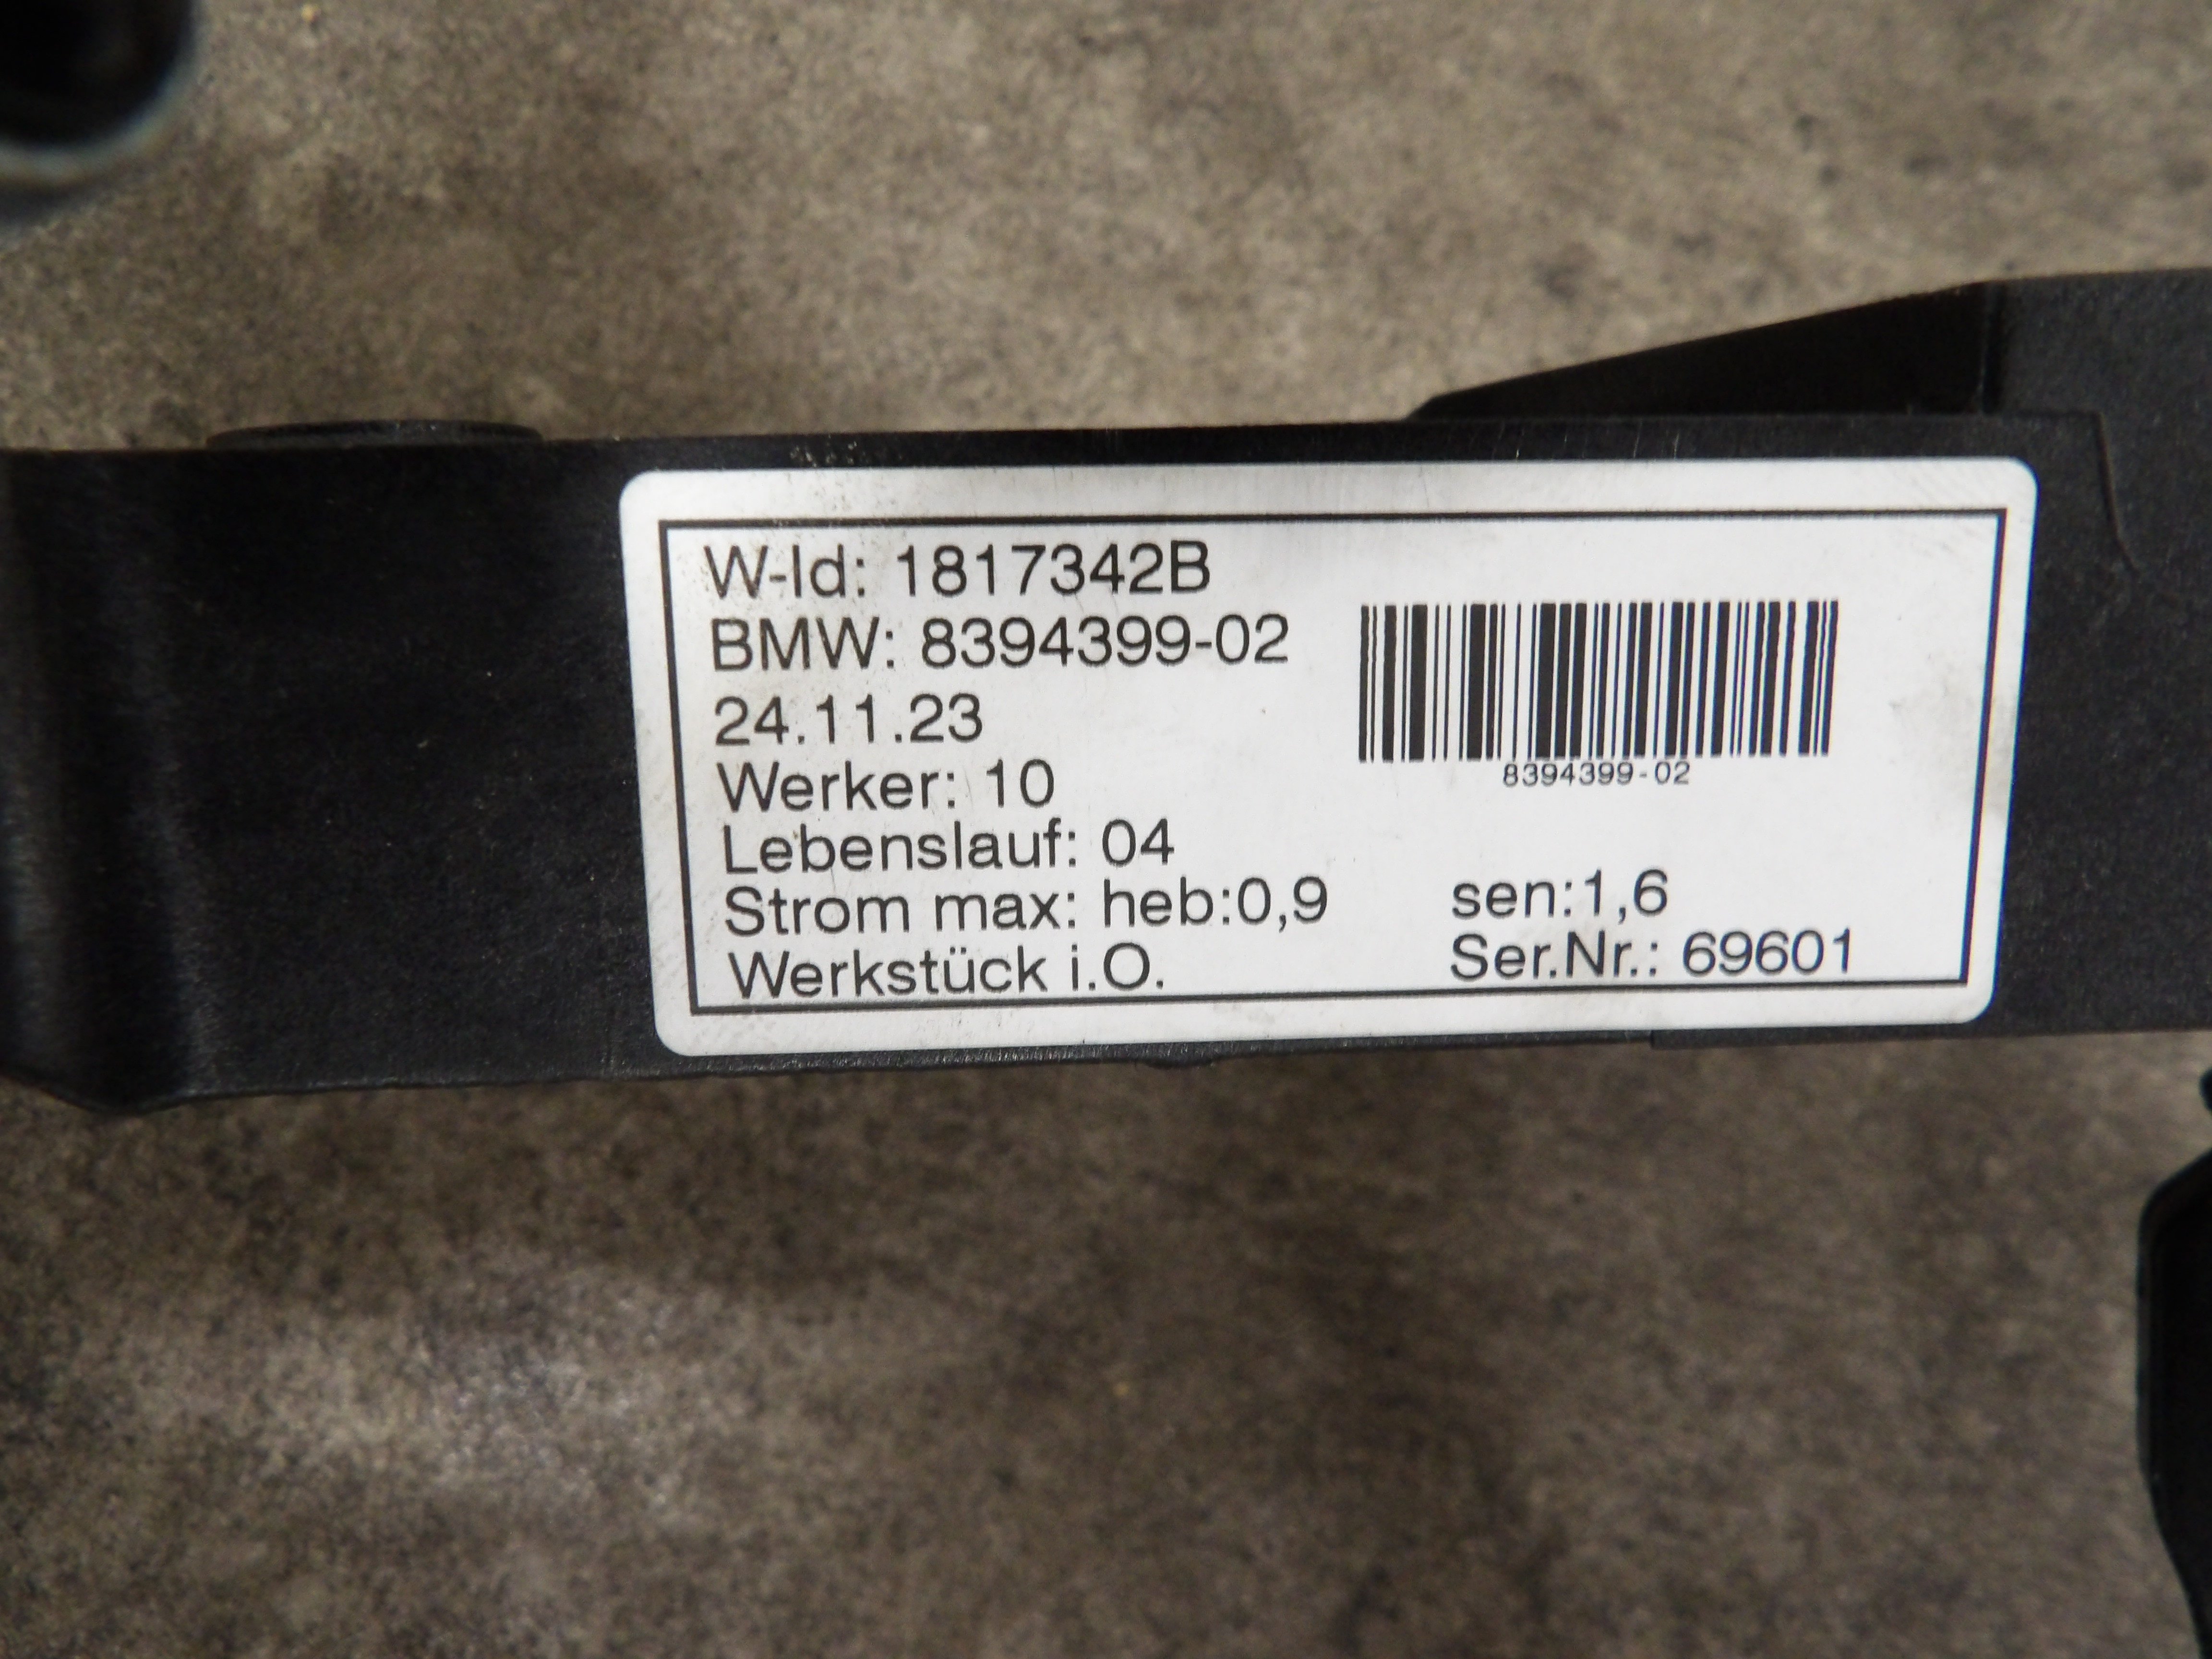 W-Id: 1817342B
BMW: 8394399-02
24.11.23
8394399-02
Werker: 10
Lebenslauf: 04
Strom max: heb:0,9 sen:1,6
Werkstück i.O. Ser.Nr.: 69601